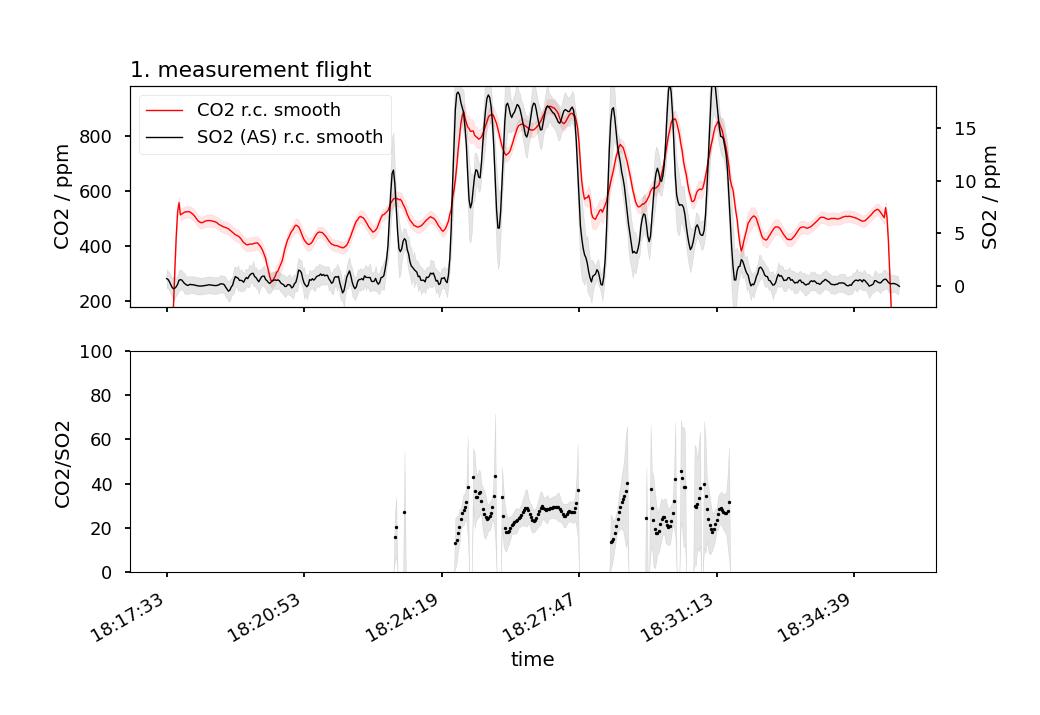 1. measurement flight
CO2 r.c. smooth
SO2 (AS) r.c. smooth
CO2 / ppm
800
600
400
200
SO2 / ppm
15
10
5
0
CO2/SO2
100
80
60
40
20
0
18:17:33
18:20:53
18:24:19
18:27:47
18:31:13
18:34:39
time